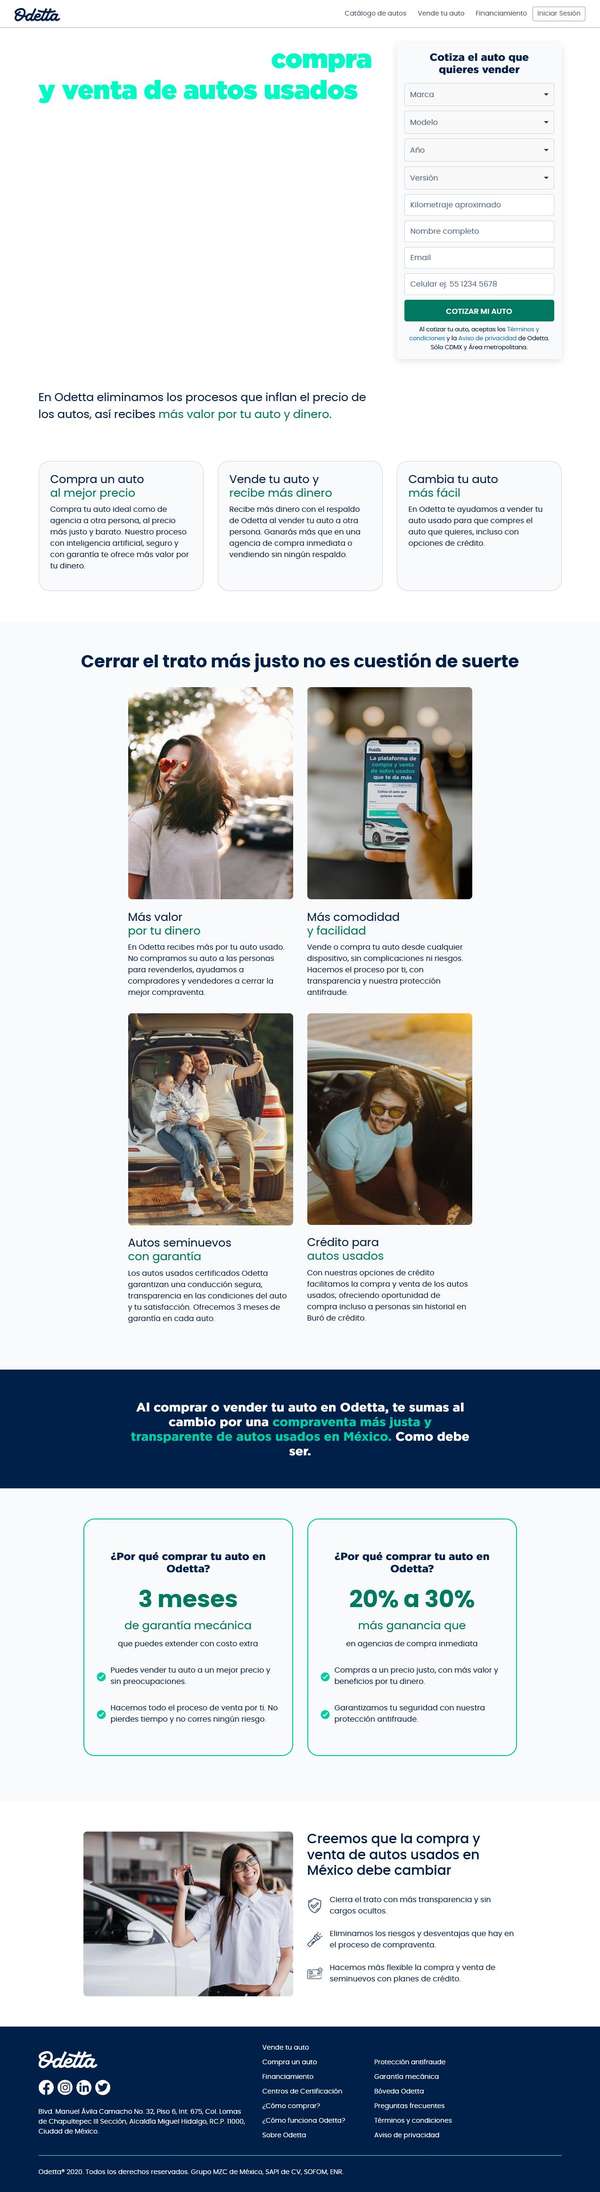 Odetta
Catálogo de autos
Vende tu auto
Financiamiento
Iniciar Sesión
compra
y venta de autos usados
Cotiza el auto que
quieres vender
Marca
Modelo
Año
Versión
Kilometraje aproximado
Nombre completo
Email
Celular ej: 55 1234 5678
COTIZAR MI AUTO
Al cotizar tu auto, aceptas los Términos y
condiciones y la Aviso de privacidad de Odetta.
Sólo CDMX y Área metropolitana.
En Odetta eliminamos los procesos que inflan el precio de
los autos, así recibes más valor por tu auto y dinero.
Compra un auto
al mejor precio
Compra tu auto ideal como de
agencia a otra persona, al precio
más justo y barato. Nuestro proceso
con inteligencia artificial, seguro y
con garantía te ofrece más valor por
tu dinero.
Vende tu auto y
recibe más dinero
Recibe más dinero con el respaldo
de Odetta al vender tu auto a otra
persona. Ganarás más que en una
agencia de compra inmediata o
vendiendo sin ningún respaldo.
Cambia tu auto
más fácil
En Odetta te ayudamos a vender tu
auto usado para que compres el
auto que quieres, incluso con
opciones de crédito.
Cerrar el trato más justo no es cuestión de suerte
La plataforma de
compra y venta
de autos usados
que te da más
Cotiza el auto que
quieres vender
Más valor
por tu dinero
En Odetta recibes más por tu auto usado.
No compramos su auto a las personas
para revenderlos, ayudamos a
compradores y vendedores a cerrar la
mejor compraventa.
Más comodidad
y facilidad
Vende o compra tu auto desde cualquier
dispositivo, sin complicaciones ni riesgos.
Hacemos el proceso por ti, con
transparencia y nuestra protección
antifraude.
Autos seminuevos
con garantía
Los autos usados certificados Odetta
garantizan una conducción segura,
transparencia en las condiciones del auto
y tu satisfacción. Ofrecemos 3 meses de
garantía en cada auto.
Crédito para
autos usados
Con nuestras opciones de crédito
facilitamos la compra y venta de los autos
usados, ofreciendo oportunidad de
compra incluso a personas sin historial en
Buró de crédito.
Al comprar o vender tu auto en Odetta, te sumas al
cambio por una compraventa más justa y
transparente de autos usados en México. Como debe
ser.
¿Por qué comprar tu auto en
Odetta?
3 meses
de garantía mecánica
que puedes extender con costo extra
Puedes vender tu auto a un mejor precio y
sin preocupaciones.
Hacemos todo el proceso de venta por ti. No
pierdes tiempo y no corres ningún riesgo.
¿Por qué comprar tu auto en
Odetta?
20% a 30%
más ganancia que
en agencias de compra inmediata
Compras a un precio justo, con más valor y
beneficios por tu dinero.
Garantizamos tu seguridad con nuestra
protección antifraude.
Creemos que la compra y
venta de autos usados en
México debe cambiar
Cierra el trato con más transparencia y sin
cargos ocultos.
Eliminamos los riesgos y desventajas que hay en
el proceso de compraventa.
Hacemos más flexible la compra y venta de
seminuevos con planes de crédito.
Odetta
Blvd. Manuel Ávila Camacho No. 32, Piso 6, Int: 675, Col. Lomas
de Chapultepec III Sección, Alcaldía Miguel Hidalgo, RC.P. 11000,
Ciudad de México.
Vende tu auto
Compra un auto
Financiamiento
Centros de Certificación
¿Cómo comprar?
¿Cómo funciona Odetta?
Sobre Odetta
Protección antifraude
Garantía mecánica
Bóveda Odetta
Preguntas frecuentes
Términos y condiciones
Aviso de privacidad
Odetta® 2020. Todos los derechos reservados. Grupo MZC de México, SAPI de CV, SOFOM, ENR.